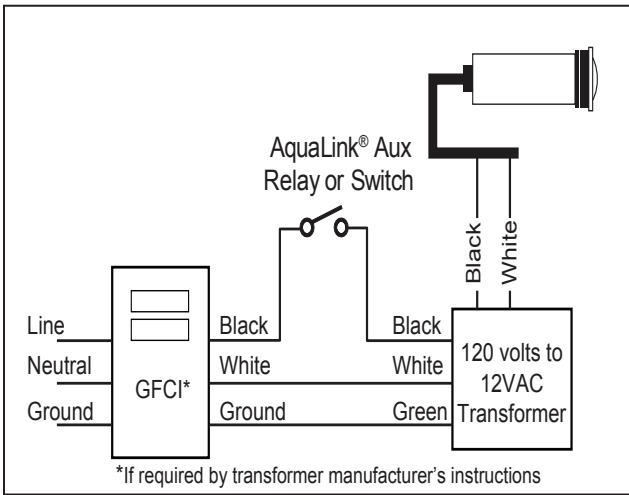 AquaLink® Aux
Relay or Switch
Black
White
Line
Neutral
Ground
GFCI*
Black
White
Ground
Black
White
Green
120 volts to
12VAC
Transformer
*If required by transformer manufacturer's instructions